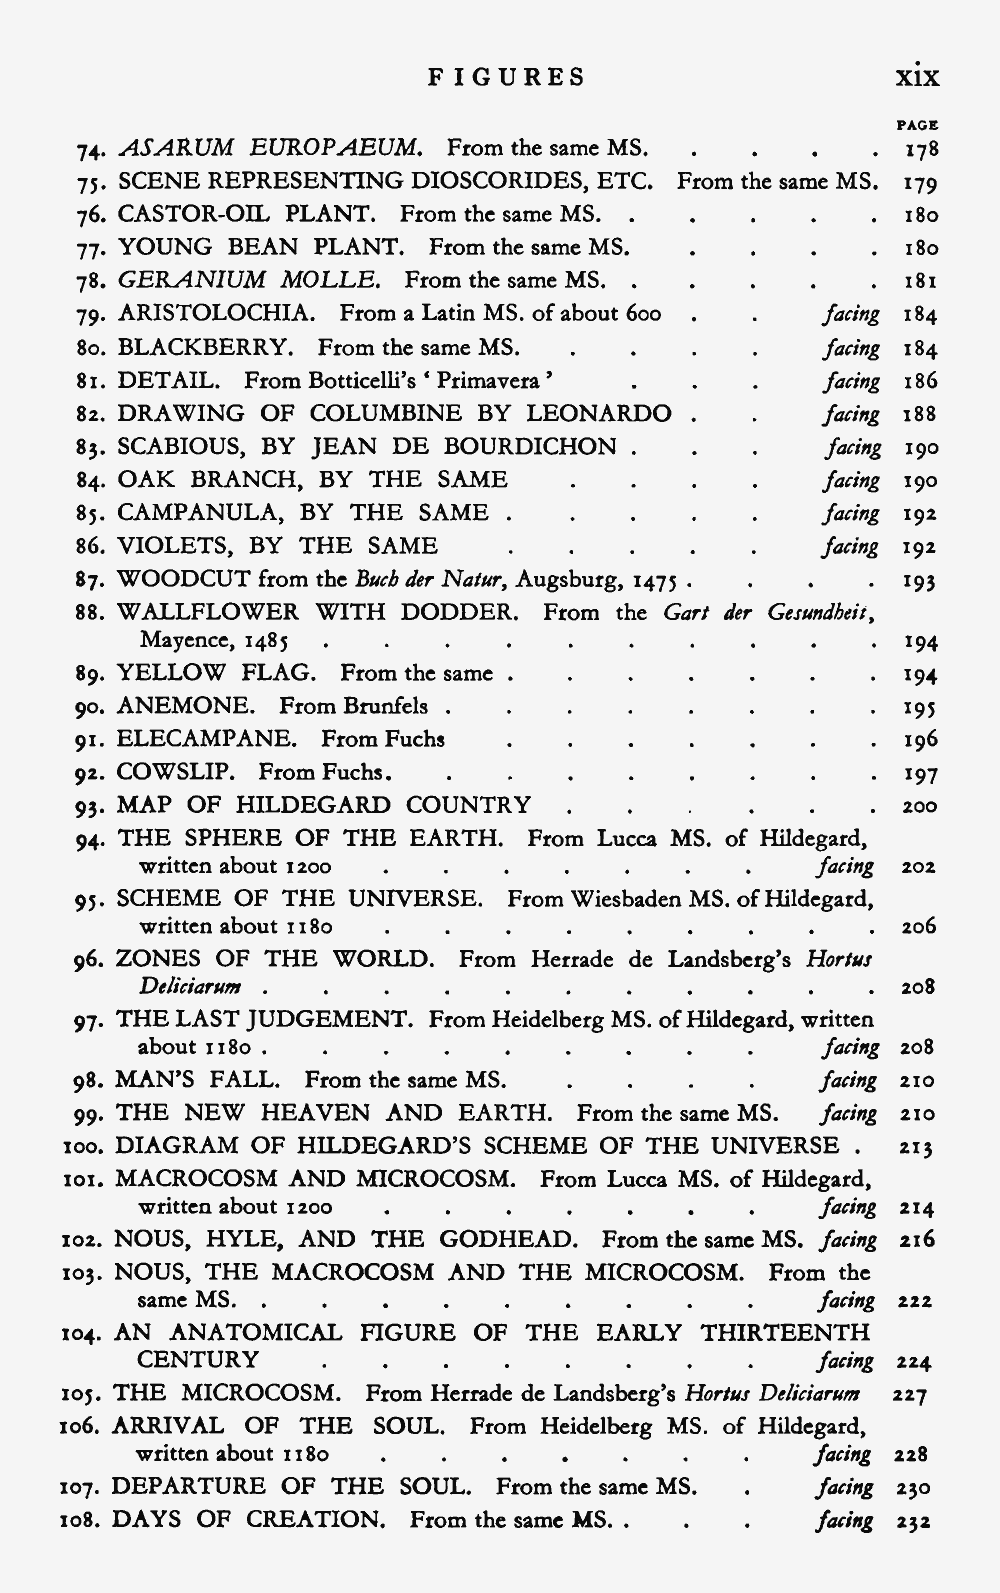 FIGURES xix
PAGE
74. ASARUM EUROPAEUM. From the same MS. . . . . 178
75. SCENE REPRESENTING DIOSCORIDES, ETC. From the same MS. 179
76. CASTOR-OIL PLANT. From the same MS. . . . . . 180
77. YOUNG BEAN PLANT. From the same MS. . . . . 180
78. GERANIUM MOLLE. From the same MS. . . . . . 181
79. ARISTOLOCHIA. From a Latin MS. of about 600 . . facing 184
80. BLACKBERRY. From the same MS. . . . . facing 184
81. DETAIL. From Botticelli's ‘ Primavera ’ . . . facing 186
82. DRAWING OF COLUMBINE BY LEONARDO . . facing 188
83. SCABIOUS, BY JEAN DE BOURDICHON . . . facing 190
84. OAK BRANCH, BY THE SAME . . . . facing 190
85. CAMPANULA, BY THE SAME . . . . . facing 192
86. VIOLETS, BY THE SAME . . . . . facing 192
87. WOODCUT from the Buch der Natur, Augsburg, 1475 . . . . 193
88. WALLFLOWER WITH DODDER. From the Gart der Gesundheit,
Mayence, 1485 . . . . . . . . . . 194
89. YELLOW FLAG. From the same . . . . . . . 194
90. ANEMONE. From Brunfels . . . . . . . . 195
91. ELECAMPANE. From Fuchs . . . . . . . 196
92. COWSLIP. From Fuchs. . . . . . . . . 197
93. MAP OF HILDEGARD COUNTRY . . . . . . 200
94. THE SPHERE OF THE EARTH. From Lucca MS. of Hildegard,
written about 1200 . . . . . . . facing 202
95. SCHEME OF THE UNIVERSE. From Wiesbaden MS. of Hildegard,
written about 1180 . . . . . . . . . 206
96. ZONES OF THE WORLD. From Herrade de Landsberg's Hortus
Deliciarum . . . . . . . . . . . 208
97. THE LAST JUDGEMENT. From Heidelberg MS. of Hildegard, written
about 1180 . . . . . . . . . facing 208
98. MAN'S FALL. From the same MS. . . . . facing 210
99. THE NEW HEAVEN AND EARTH. From the same MS. facing 210
100. DIAGRAM OF HILDEGARD'S SCHEME OF THE UNIVERSE . 213
101. MACROCOSM AND MICROCOSM. From Lucca MS. of Hildegard,
written about 1200 . . . . . . . facing 214
102. NOUS, HYLE, AND THE GODHEAD. From the same MS. facing 216
103. NOUS, THE MACROCOSM AND THE MICROCOSM. From the
same MS. . . . . . . . . . facing 222
104. AN ANATOMICAL FIGURE OF THE EARLY THIRTEENTH
CENTURY . . . . . . . . facing 224
105. THE MICROCOSM. From Herrade de Landsberg's Hortus Deliciarum 227
106. ARRIVAL OF THE SOUL. From Heidelberg MS. of Hildegard,
written about 1180 . . . . . . . facing 228
107. DEPARTURE OF THE SOUL. From the same MS. . facing 230
108. DAYS OF CREATION. From the same MS. . . . facing 232